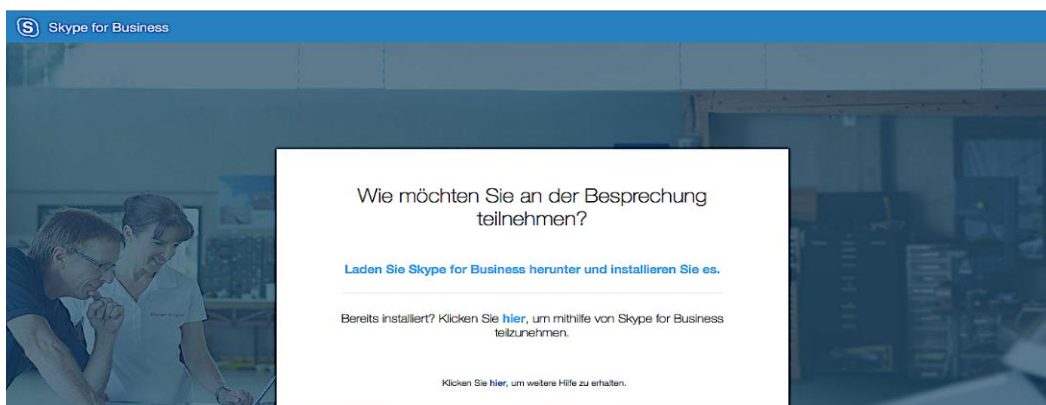 Skype for Business
Wie möchten Sie an der Besprechung
teilnehmen?
Laden Sie Skype for Business herunter und installieren Sie es.
Bereits installiert? Klicken Sie hier, um mithilfe von Skype for Business
teilzunehmen.
Klicken Sie hier, um weitere Hilfe zu erhalten.